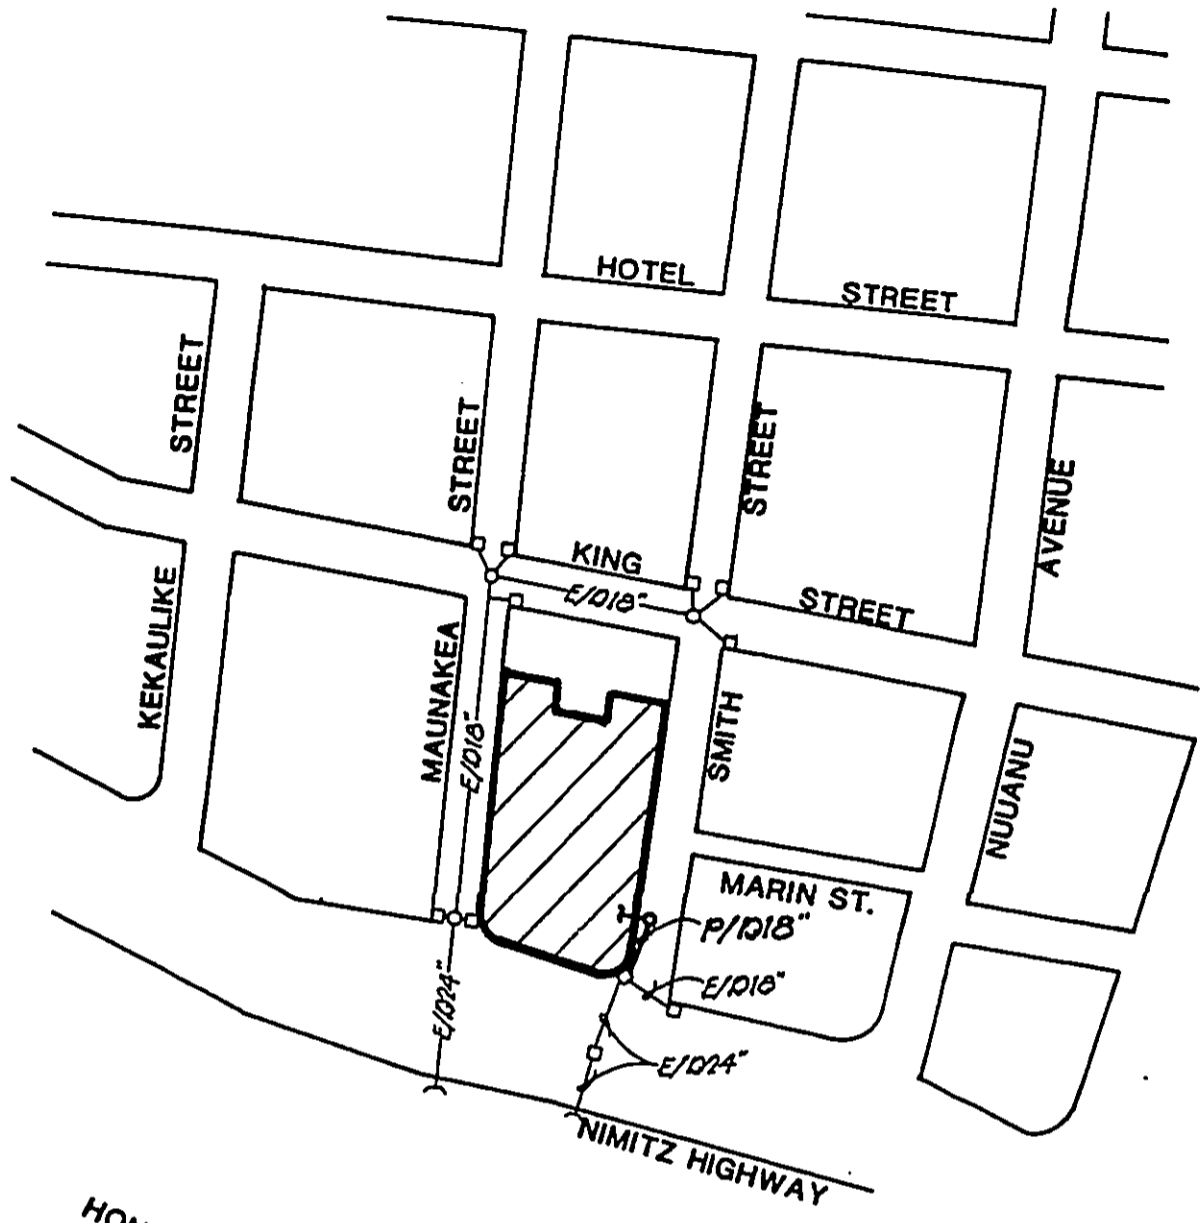 HOTEL
STREET
STREET
STREET
STREET
AVENUE
KING
E/D18"
STREET
KEKAULIKE
MAUNAKEA
E/D18"
SMITH
NUUANU
MARIN ST.
P/D18"
E/D18"
E/D24"
E/D24"
NIMITZ HIGHWAY